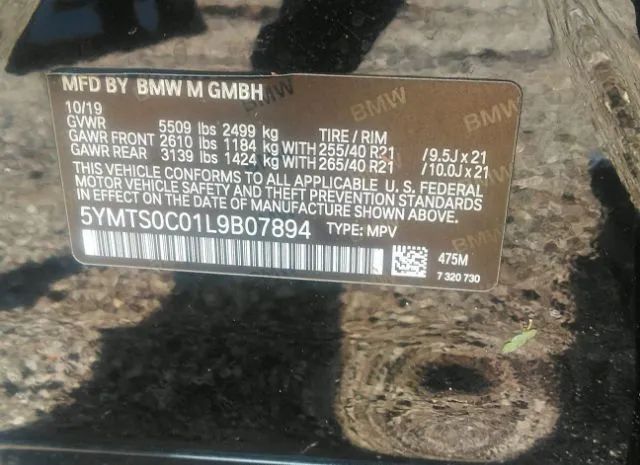 MFD BY BMW M GMBH
10/19
GVWR 5509 lbs 2499 kg TIRE / RIM
GAWR FRONT 2610 lbs 1184 kg WITH 255/40 R21 /9.5J x 21
GAWR REAR 3139 lbs 1424 kg WITH 265/40 R21 /10.0J x 21
THIS VEHICLE CONFORMS TO ALL APPLICABLE U. S. FEDERAL
MOTOR VEHICLE SAFETY AND THEFT PREVENTION STANDARDS
IN EFFECT ON THE DATE OF MANUFACTURE SHOWN ABOVE.
5YMTS0C01L9B07894 TYPE: MPV
475M
7 320 730
BMW
BMW
BMW